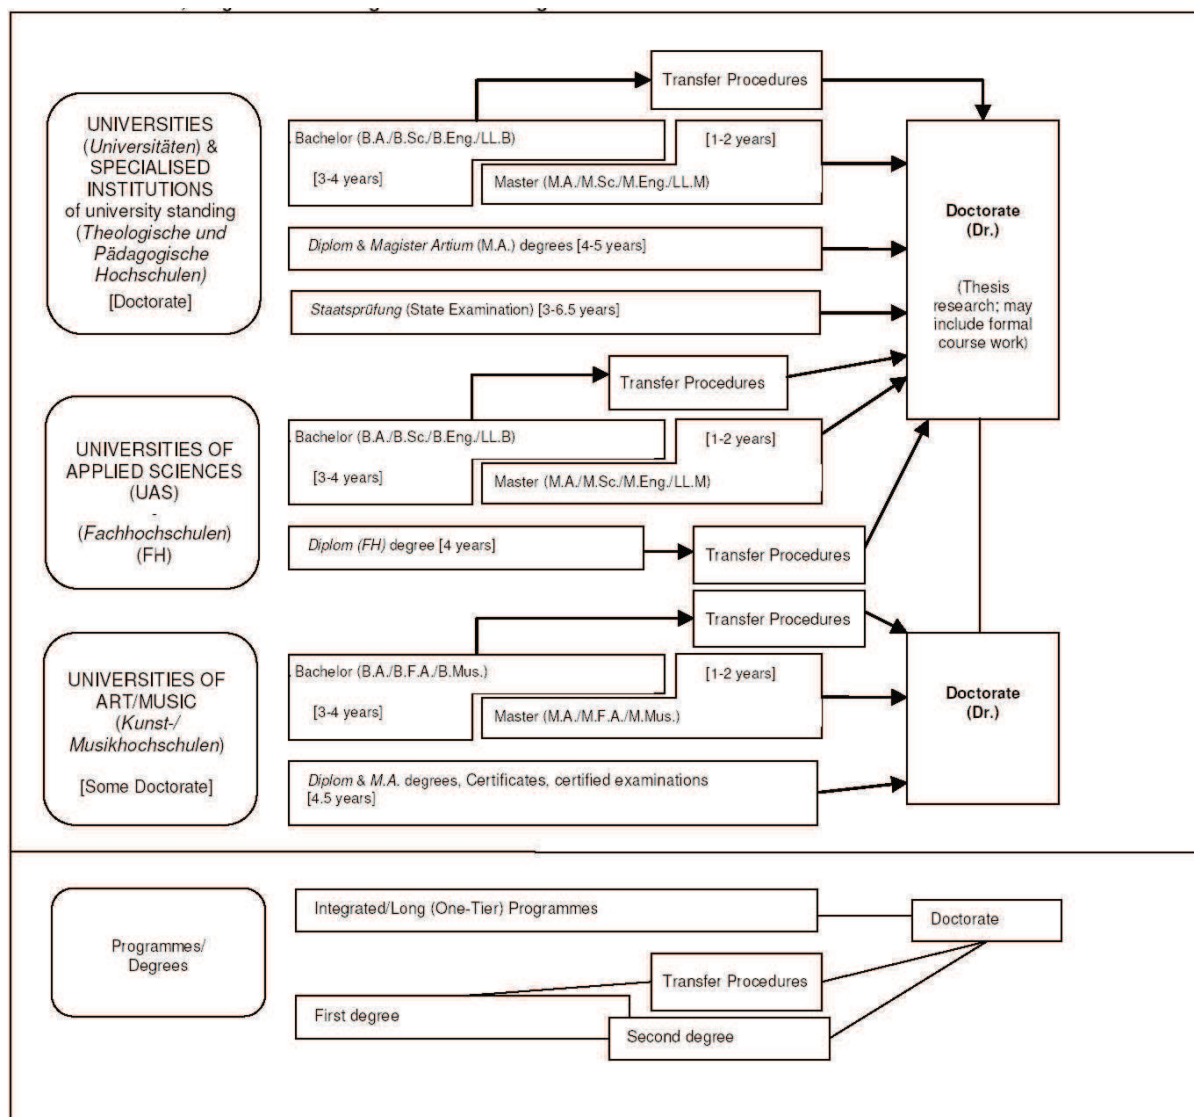 Transfer Procedures
UNIVERSITIES
(Universitäten) &
SPECIALISED
INSTITUTIONS
of university standing
(Theologische und
Pädagogische
Hochschulen)
[Doctorate]
. Bachelor (B.A./B.Sc./B.Eng./LL.B)
[3-4 years]
[1-2 years]
Master (M.A./M.Sc./M.Eng./LL.M)
Diplom & Magister Artium (M.A.) degrees [4-5 years]
Staatsprüfung (State Examination) [3-6.5 years]
Doctorate
(Dr.)
(Thesis
research; may
include formal
course work)
UNIVERSITIES OF
APPLIED SCIENCES
(UAS)
-
(Fachhochschulen)
(FH)
Transfer Procedures
. Bachelor (B.A./B.Sc./B.Eng./LL.B)
[3-4 years]
[1-2 years]
Master (M.A./M.Sc./M.Eng./LL.M)
Diplom (FH) degree [4 years]
Transfer Procedures
UNIVERSITIES OF
ART/MUSIC
(Kunst-/
Musikhochschulen)
[Some Doctorate]
Transfer Procedures
. Bachelor (B.A./B.F.A./B.Mus.)
[3-4 years]
[1-2 years]
Master (M.A./M.F.A./M.Mus.)
Diplom & M.A. degrees, Certificates, certified examinations
[4.5 years]
Doctorate
(Dr.)
Programmes/
Degrees
Integrated/Long (One-Tier) Programmes
Doctorate
Transfer Procedures
First degree
Second degree